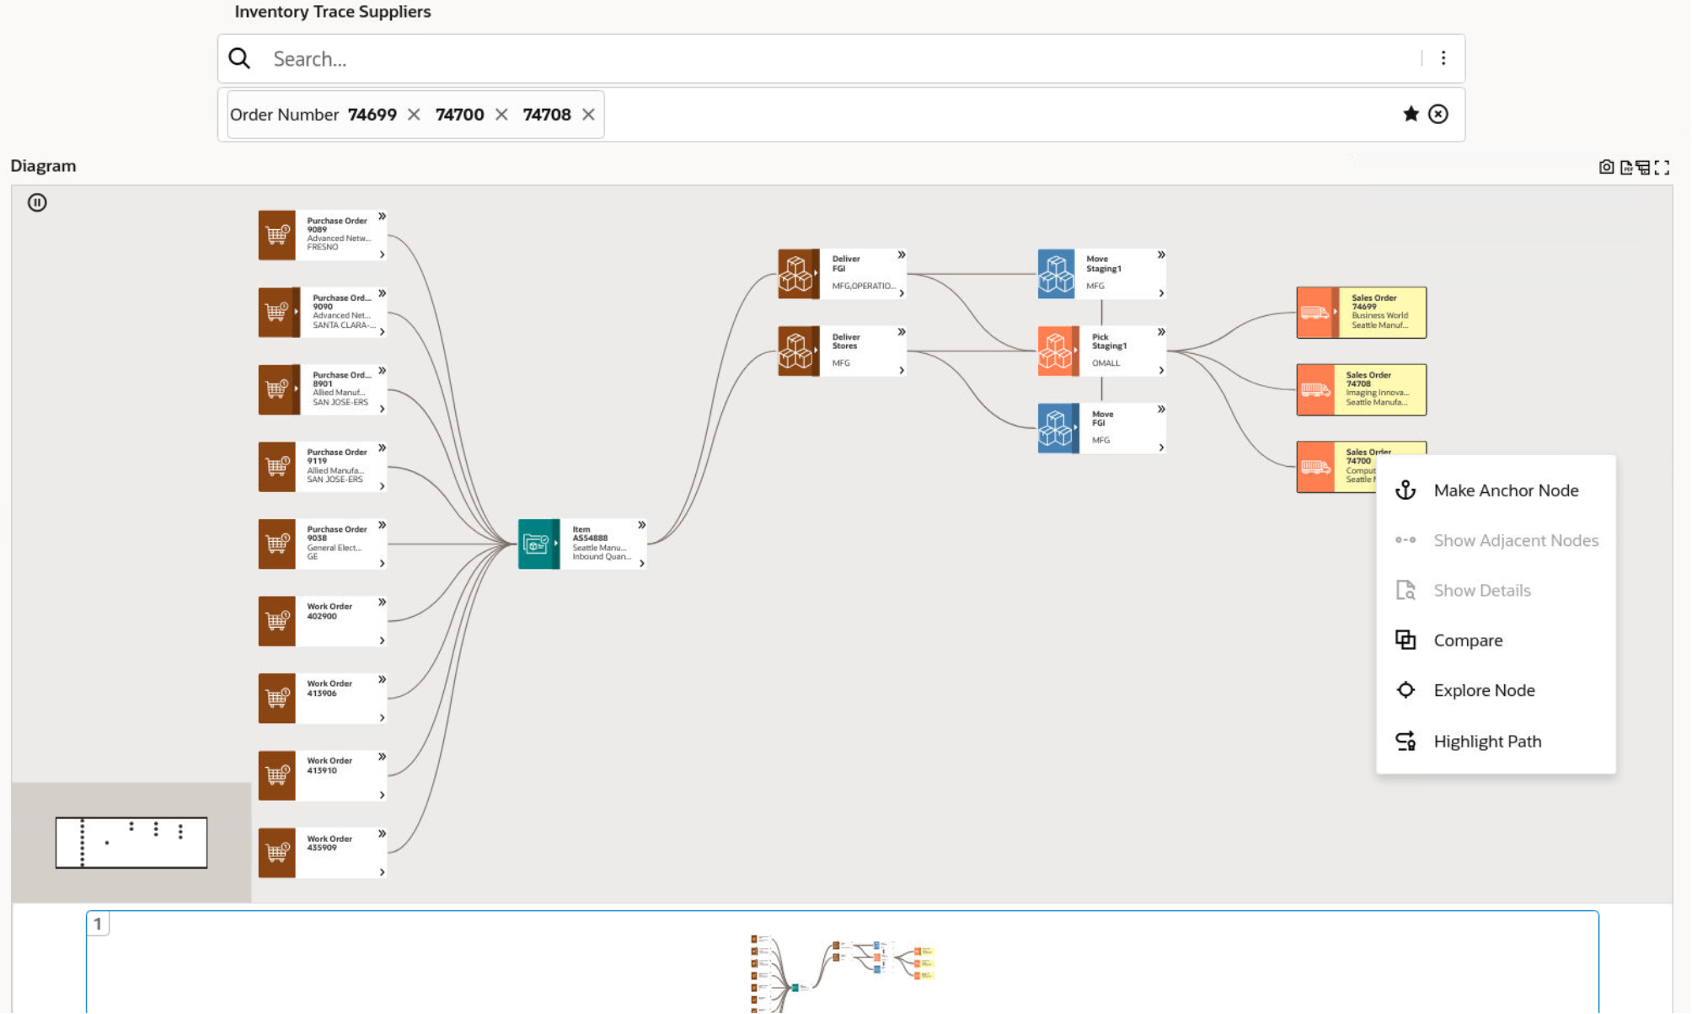 Inventory Trace Suppliers
Search...
Order Number 74699 74700 74708
Diagram
Purchase Order
9089
Advanced Netw...
FRESNO
Purchase Ord...
9090
Advanced Net...
SANTA CLARA-...
Purchase Ord...
8901
Allied Manuf...
SAN JOSE-ERS
Purchase Order
9119
Allied Manufa...
SAN JOSE-ERS
Purchase Order
9038
General Elect...
GE
Work Order
402900
Work Order
413906
Work Order
413910
Work Order
435909
Item
AS54888
Seattle Manu...
Inbound Quan...
Deliver
FGI
MFG,OPERATIO...
Deliver
Stores
MFG
Move
Staging1
MFG
Pick
Staging1
OMALL
Move
FGI
MFG
Sales Order
74699
Business World
Seattle Manuf...
Sales Order
74708
Imaging Innova...
Seattle Manufa...
Sales Order
74700
Make Anchor Node
Show Adjacent Nodes
Show Details
Compare
Explore Node
Highlight Path
1